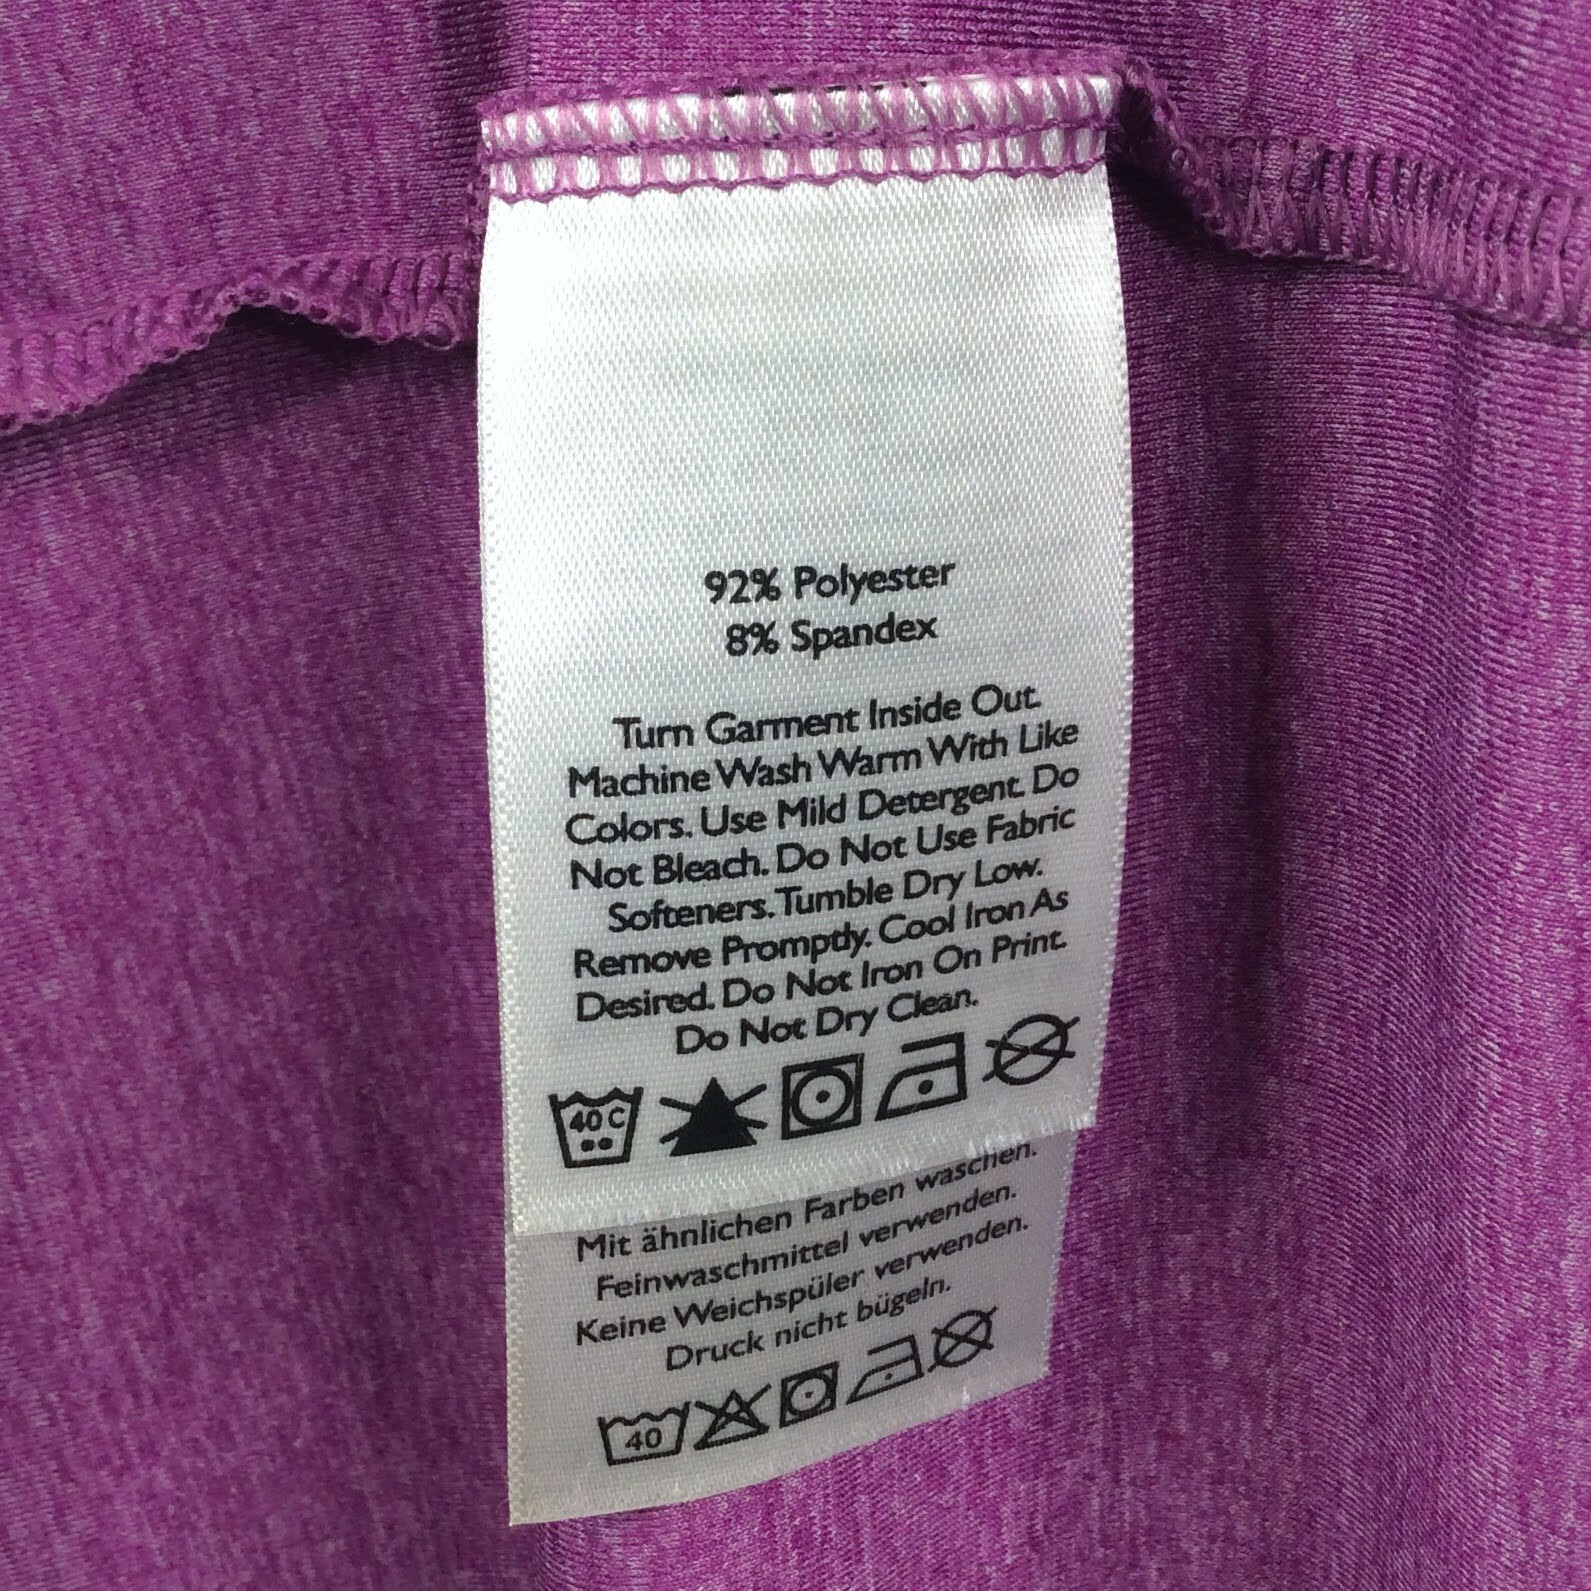 92% Polyester
8% Spandex
Turn Garment Inside Out.
Machine Wash Warm With Like
Colors. Use Mild Detergent. Do
Not Bleach. Do Not Use Fabric
Softeners. Tumble Dry Low.
Remove Promptly. Cool Iron As
Desired. Do Not Iron On Print.
Do Not Dry Clean.
40 C
Mit ähnlichen Farben waschen.
Feinwaschmittel verwenden.
Keine Weichspüler verwenden.
Druck nicht bügeln.
40